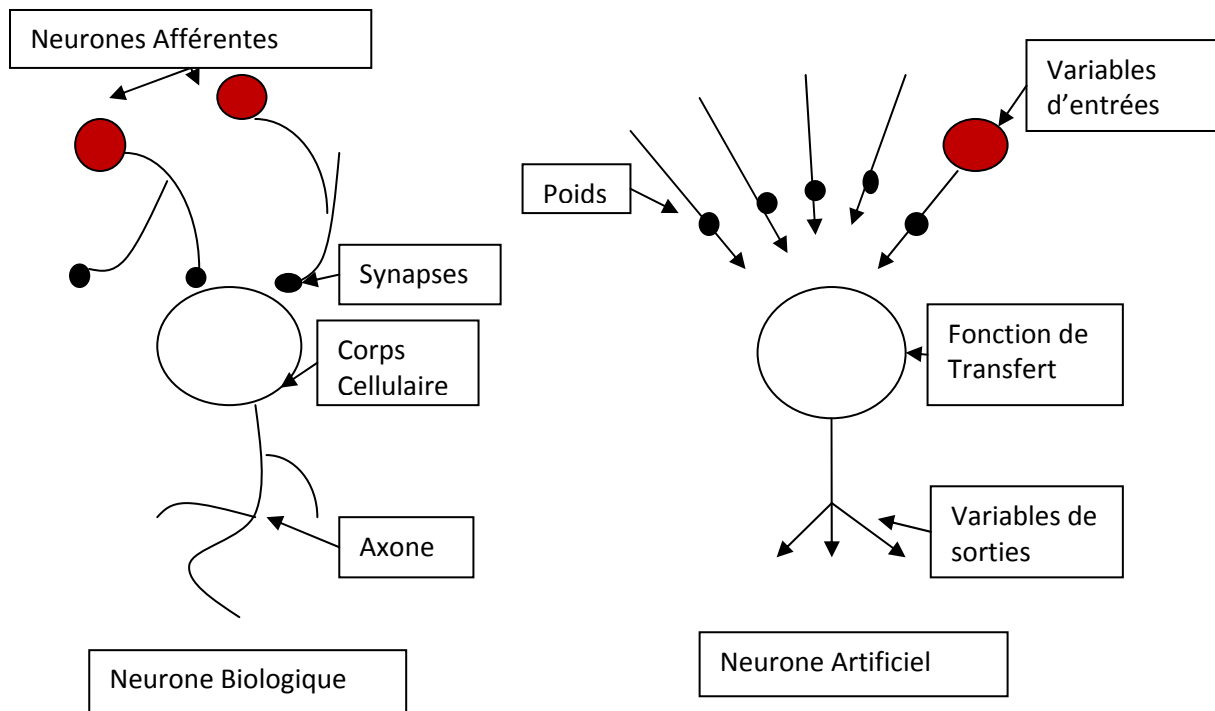 Neurones Afférentes
Synapses
Corps
Cellulaire
Axone
Neurone Biologique
Variables
d’entrées
Poids
Fonction de
Transfert
Variables de
sorties
Neurone Artificiel